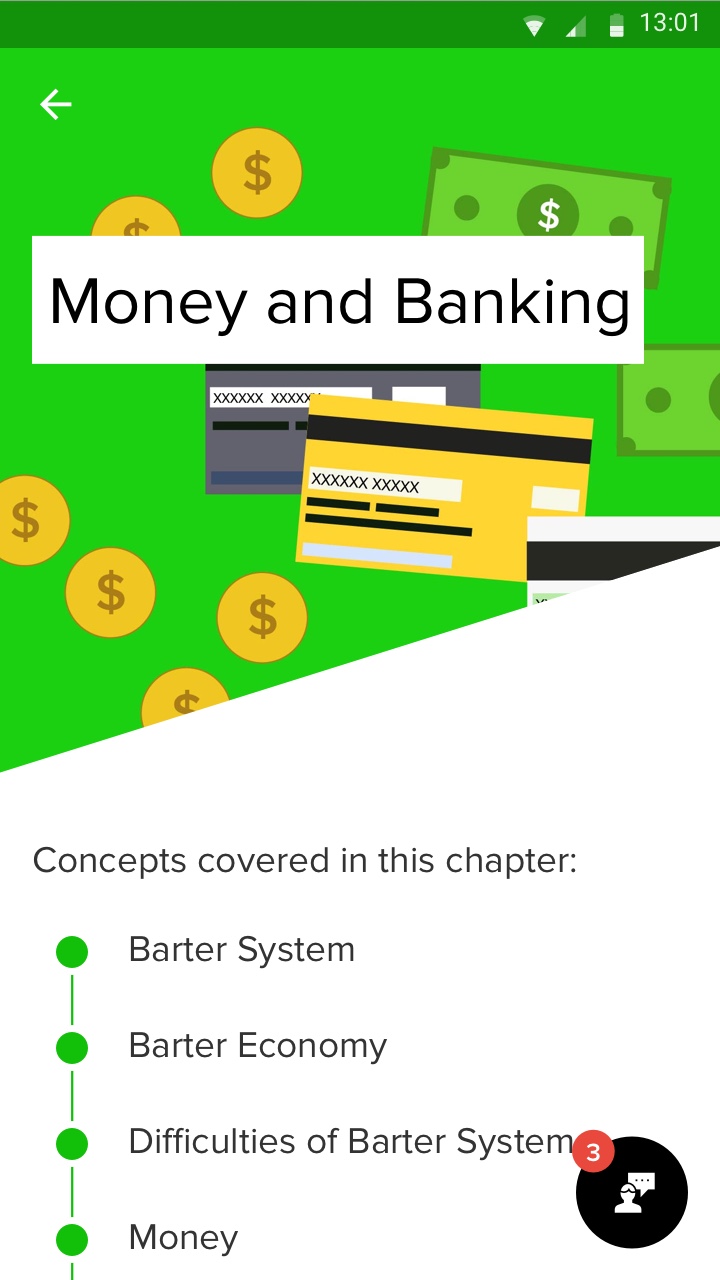 13:01
$
$
$
Money and Banking
XXXXXX XXXXX
XXXXXX XXXXX
$
$
$
$
Concepts covered in this chapter:
Barter System
Barter Economy
Difficulties of Barter System
3
Money